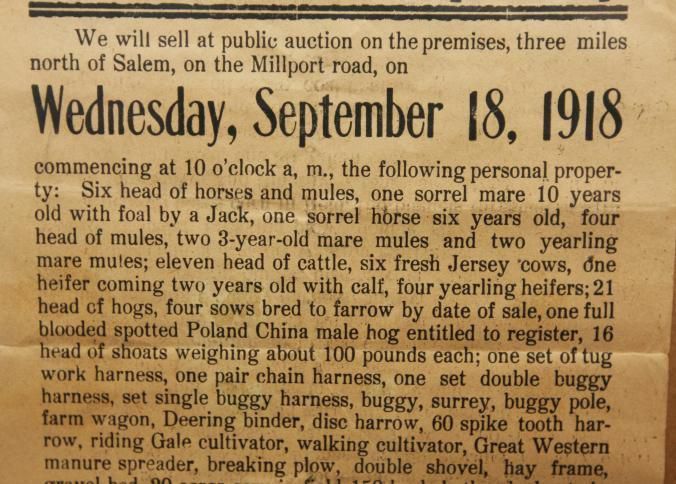 We will sell at public auction on the premises, three miles
north of Salem, on the Millport road, on
Wednesday, September 18, 1918
commencing at 10 o'clock a, m., the following personal proper-
ty: Six head of horses and mules, one sorrel mare 10 years
old with foal by a Jack, one sorrel horse six years old, four
head of mules, two 3-year-old mare mules and two yearling
mare mules; eleven head of cattle, six fresh Jersey cows, one
heifer coming two years old with calf, four yearling heifers; 21
head of hogs, four sows bred to farrow by date of sale, one full
blooded spotted Poland China male hog entitled to register, 16
head of shoats weighing about 100 pounds each; one set of tug
work harness, one pair chain harness, one set double buggy
harness, set single buggy harness, buggy, surrey, buggy pole,
farm wagon, Deering binder, disc harrow, 60 spike tooth har-
row, riding Gale cultivator, walking cultivator, Great Western
manure spreader, breaking plow, double shovel, hay frame,